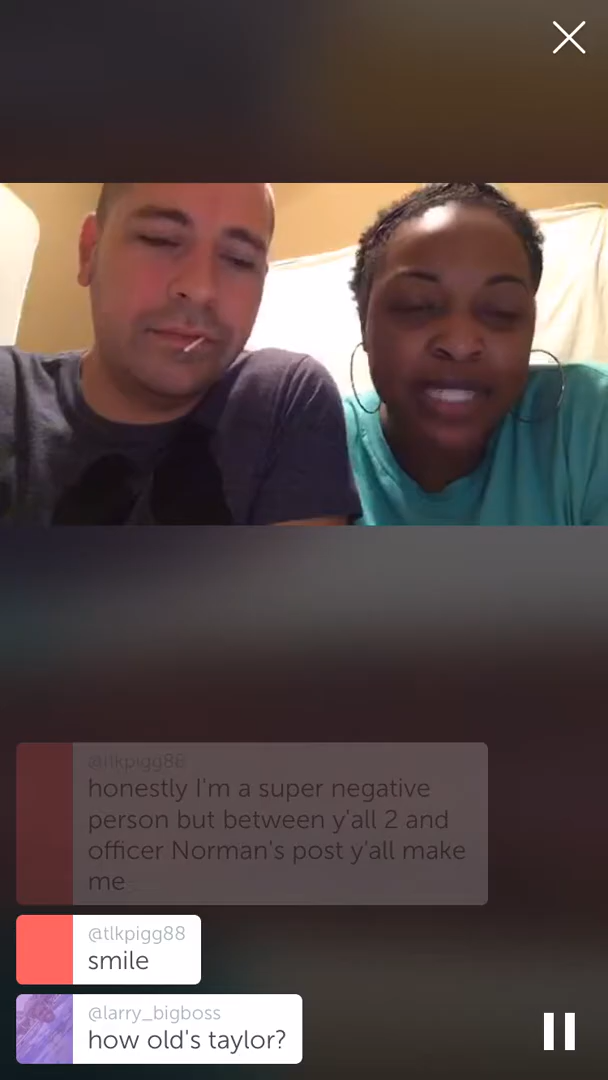 @tlkpigg88
honestly I'm a super negative
person but between y'all 2 and
officer Norman's post y'all make
me
@tlkpigg88
smile
@larry_bigboss
how old's taylor?